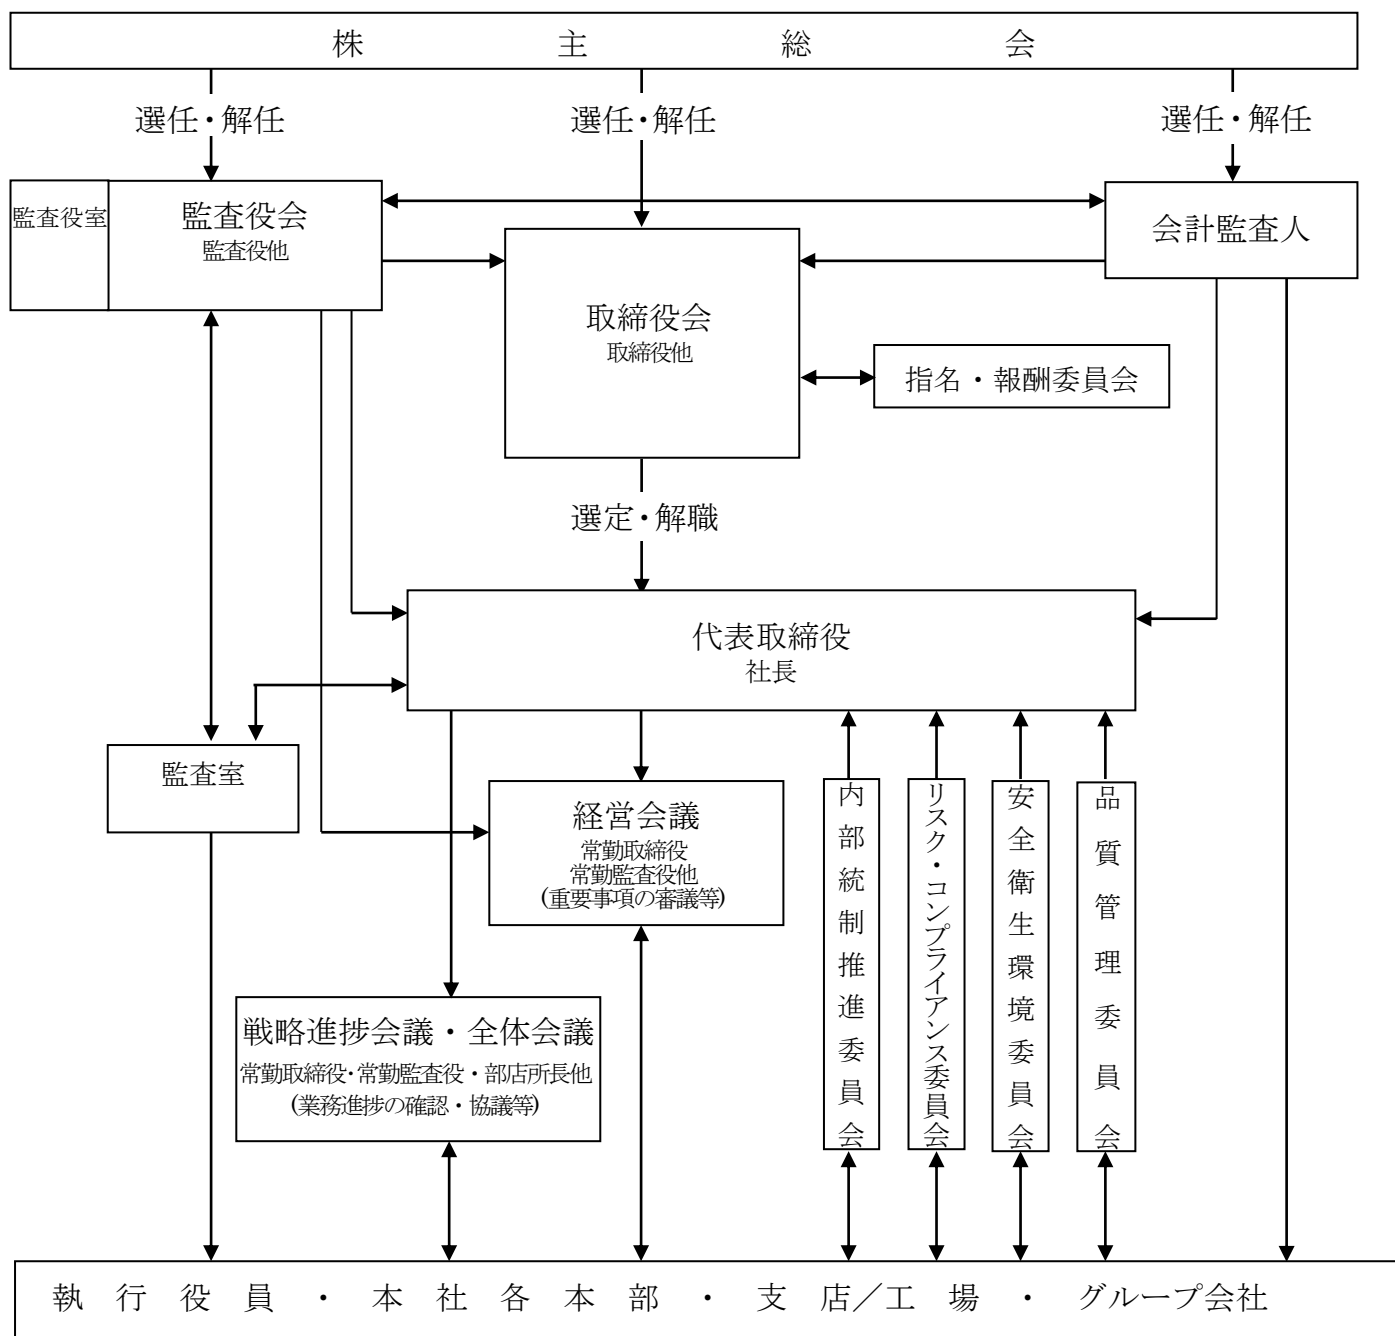 株主総会
選任・解任
選任・解任
選任・解任
監査役室
監査役会
監査役他
会計監査人
取締役会
取締役他
指名・報酬委員会
選定・解職
代表取締役
社長
監査室
経営会議
常勤取締役
常勤監査役他
(重要事項の審議等)
戦略進捗会議・全体会議
常勤取締役・常勤監査役・部店所長他
(業務進捗の確認・協議等)
内部統制推進委員会
リスク・コンプライアンス委員会
安全衛生環境委員会
品質管理委員会
執行役員・本社各本部・支店／工場・グループ会社